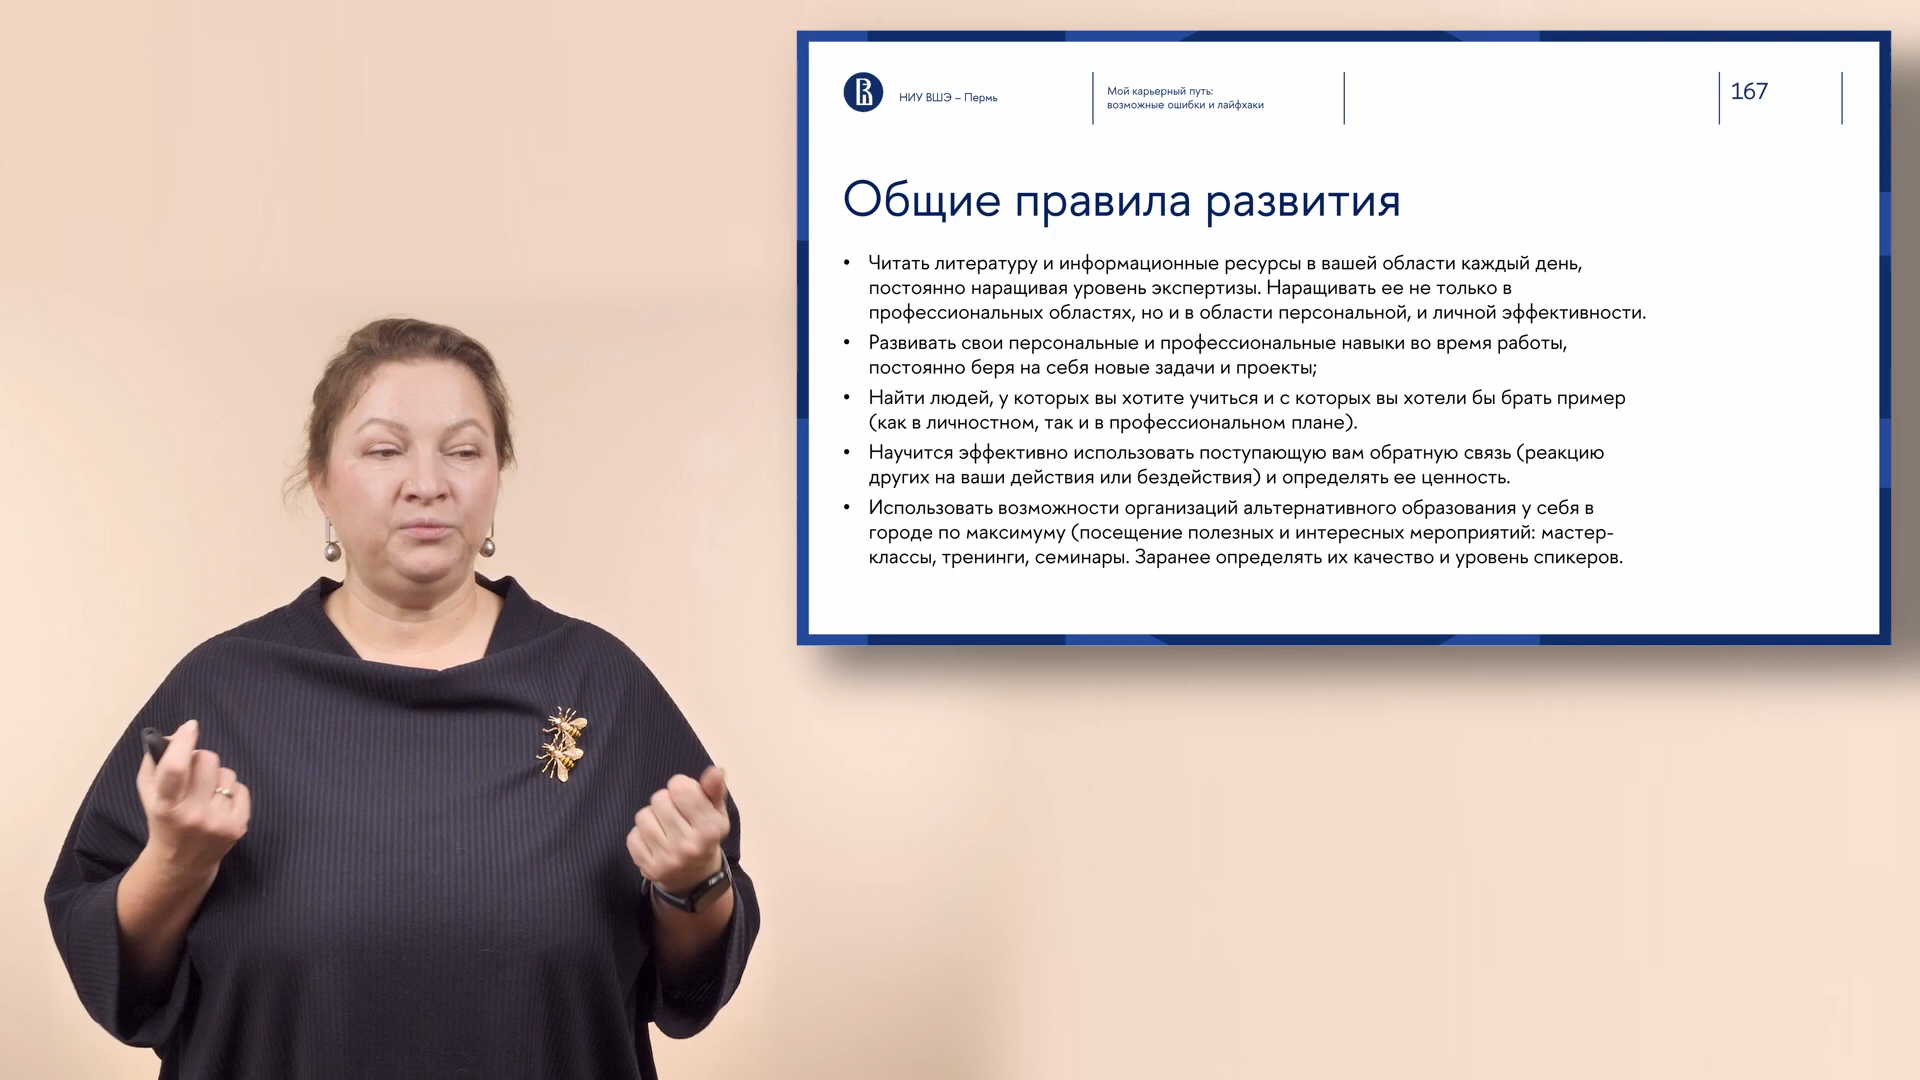 НИУ ВШЭ – Пермь
Мой карьерный путь:
возможные ошибки и лайфхаки
167
Общие правила развития
• Читать литературу и информационные ресурсы в вашей области каждый день,
постоянно наращивая уровень экспертизы. Наращивать ее не только в
профессиональных областях, но и в области персональной, и личной эффективности.
• Развивать свои персональные и профессиональные навыки во время работы,
постоянно беря на себя новые задачи и проекты;
• Найти людей, у которых вы хотите учиться и с которых вы хотели бы брать пример
(как в личностном, так и в профессиональном плане).
• Научится эффективно использовать поступающую вам обратную связь (реакцию
других на ваши действия или бездействия) и определять ее ценность.
• Использовать возможности организаций альтернативного образования у себя в
городе по максимуму (посещение полезных и интересных мероприятий: мастер-
классы, тренинги, семинары. Заранее определять их качество и уровень спикеров.